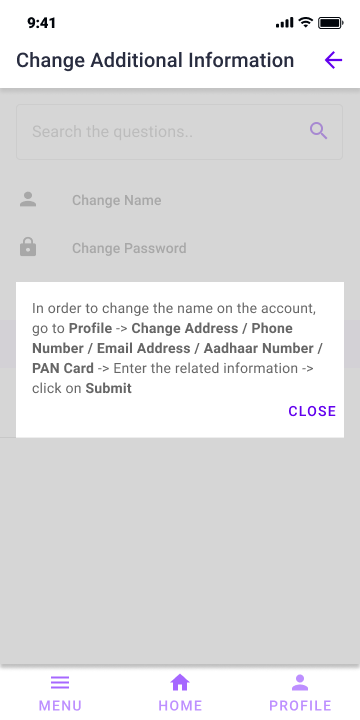 9:41
Change Additional Information
Search the questions..
Change Name
Change Password
In order to change the name on the account,
go to Profile -> Change Address / Phone
Number / Email Address / Aadhaar Number /
PAN Card -> Enter the related information ->
click on Submit
CLOSE
MENU HOME PROFILE